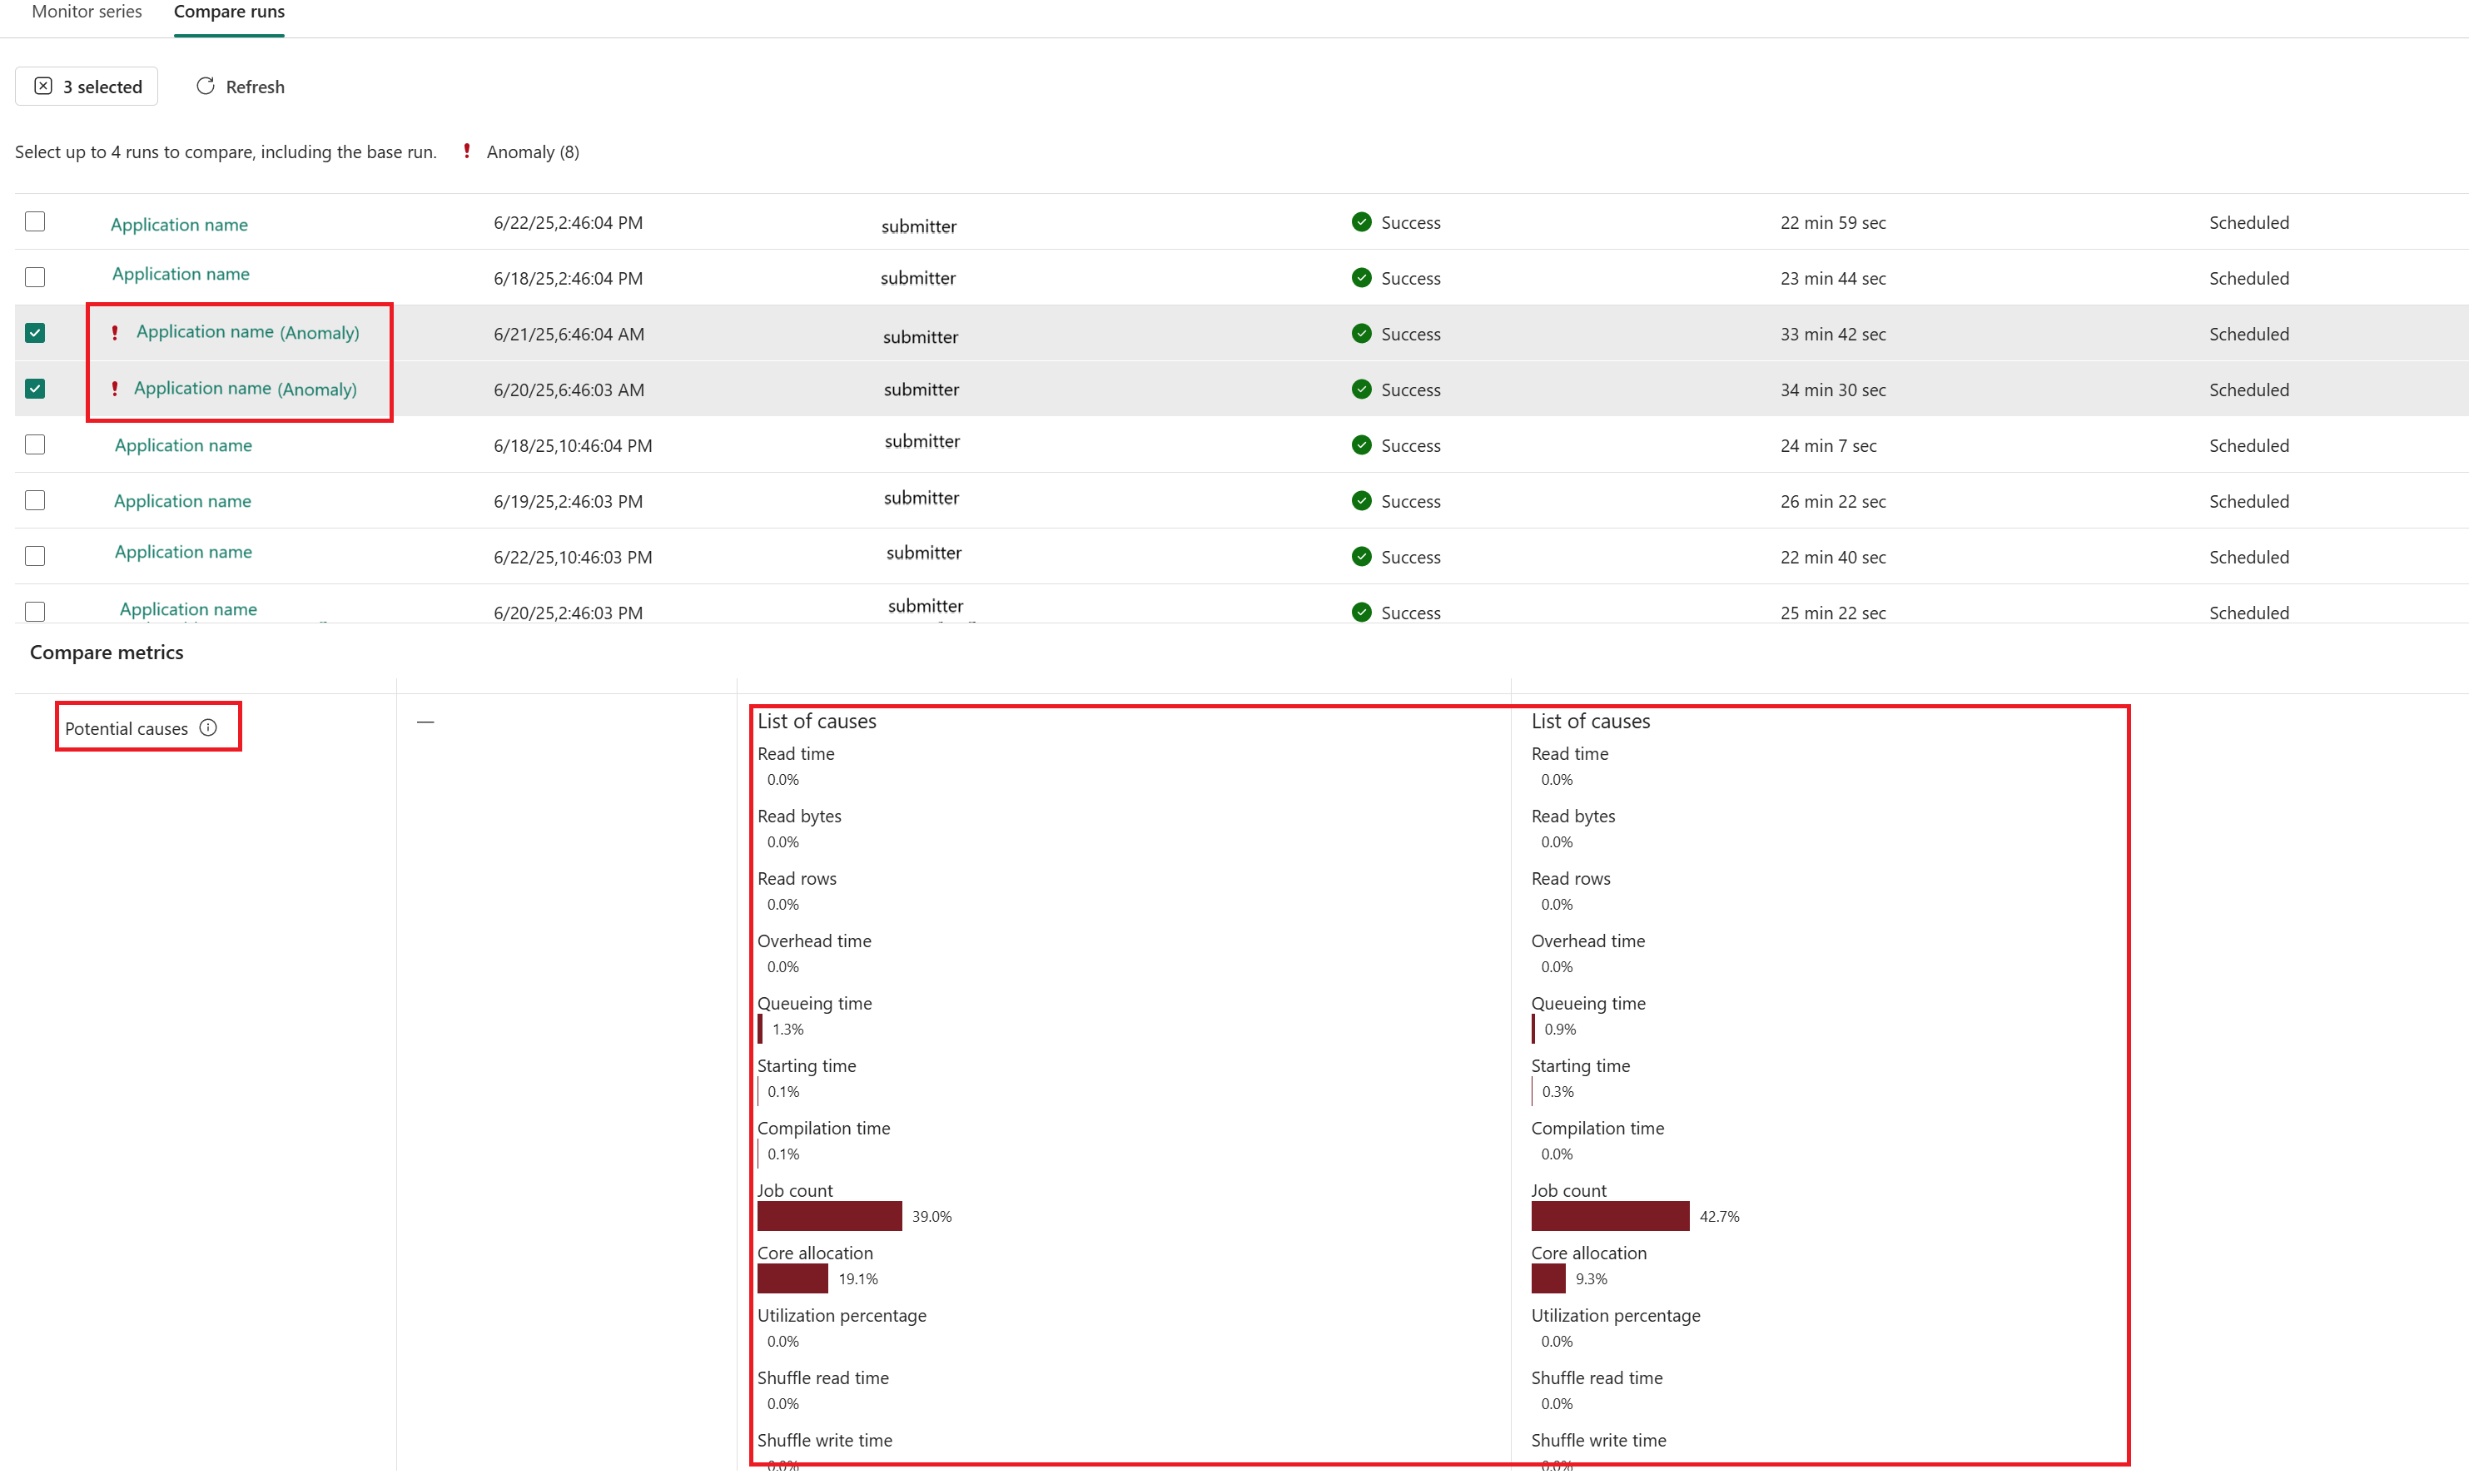 Monitor series Compare runs
3 selected Refresh
Select up to 4 runs to compare, including the base run. ! Anomaly (8)
Application name 6/22/25,2:46:04 PM submitter Success 22 min 59 sec Scheduled
Application name 6/18/25,2:46:04 PM submitter Success 23 min 44 sec Scheduled
! Application name (Anomaly) 6/21/25,6:46:04 AM submitter Success 33 min 42 sec Scheduled
! Application name (Anomaly) 6/20/25,6:46:03 AM submitter Success 34 min 30 sec Scheduled
Application name 6/18/25,10:46:04 PM submitter Success 24 min 7 sec Scheduled
Application name 6/19/25,2:46:03 PM submitter Success 26 min 22 sec Scheduled
Application name 6/22/25,10:46:03 PM submitter Success 22 min 40 sec Scheduled
Application name 6/20/25,2:46:03 PM submitter Success 25 min 22 sec Scheduled
Compare metrics
Potential causes — List of causes List of causes
Read time Read time
0.0% 0.0%
Read bytes Read bytes
0.0% 0.0%
Read rows Read rows
0.0% 0.0%
Overhead time Overhead time
0.0% 0.0%
Queueing time Queueing time
1.3% 0.9%
Starting time Starting time
0.1% 0.3%
Compilation time Compilation time
0.1% 0.0%
Job count Job count
39.0% 42.7%
Core allocation Core allocation
19.1% 9.3%
Utilization percentage Utilization percentage
0.0% 0.0%
Shuffle read time Shuffle read time
0.0% 0.0%
Shuffle write time Shuffle write time